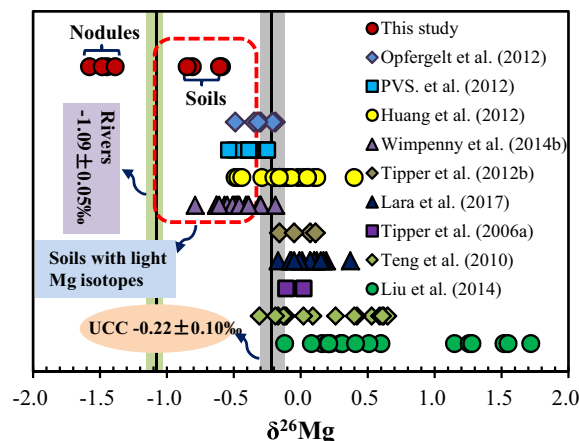 Nodules
Soils
Rivers
-1.09±0.05‰
Soils with light
Mg isotopes
UCC -0.22±0.10‰
This study
Opfergelt et al. (2012)
PVS. et al. (2012)
Huang et al. (2012)
Wimpenny et al. (2014b)
Tipper et al. (2012b)
Lara et al. (2017)
Tipper et al. (2006a)
Teng et al. (2010)
Liu et al. (2014)
-2.0 -1.5 -1.0 -0.5 0.0 0.5 1.0 1.5 2.0
δ²⁶Mg